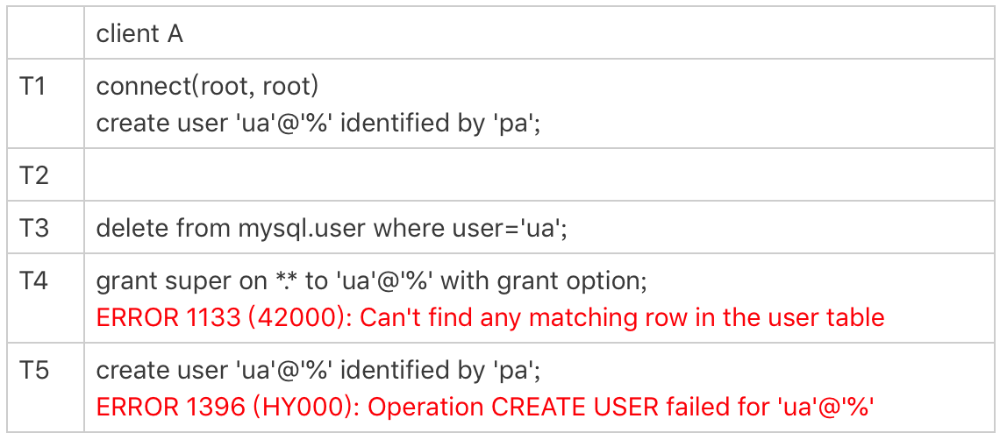 client A
T1
connect(root, root)
create user 'ua'@'%' identified by 'pa';
T2
T3
delete from mysql.user where user='ua';
T4
grant super on *.* to 'ua'@'%' with grant option;
ERROR 1133 (42000): Can't find any matching row in the user table
T5
create user 'ua'@'%' identified by 'pa';
ERROR 1396 (HY000): Operation CREATE USER failed for 'ua'@'%'